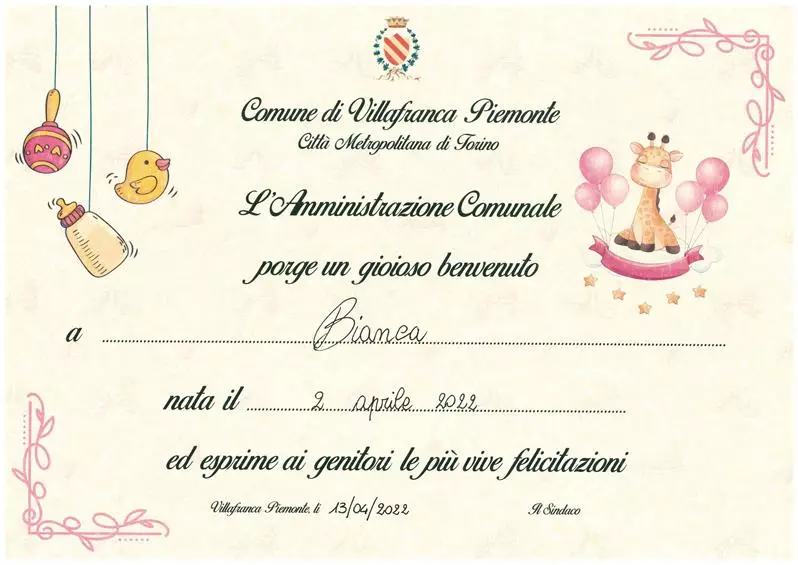 Comune di Villafranca Piemonte
Città Metropolitana di Torino
L'Amministrazione Comunale
porge un gioioso benvenuto
a Bianca
nata il 2 aprile 2022
ed esprime ai genitori le più vive felicitazioni
Villafranca Piemonte, li 13/04/2022 Il Sindaco